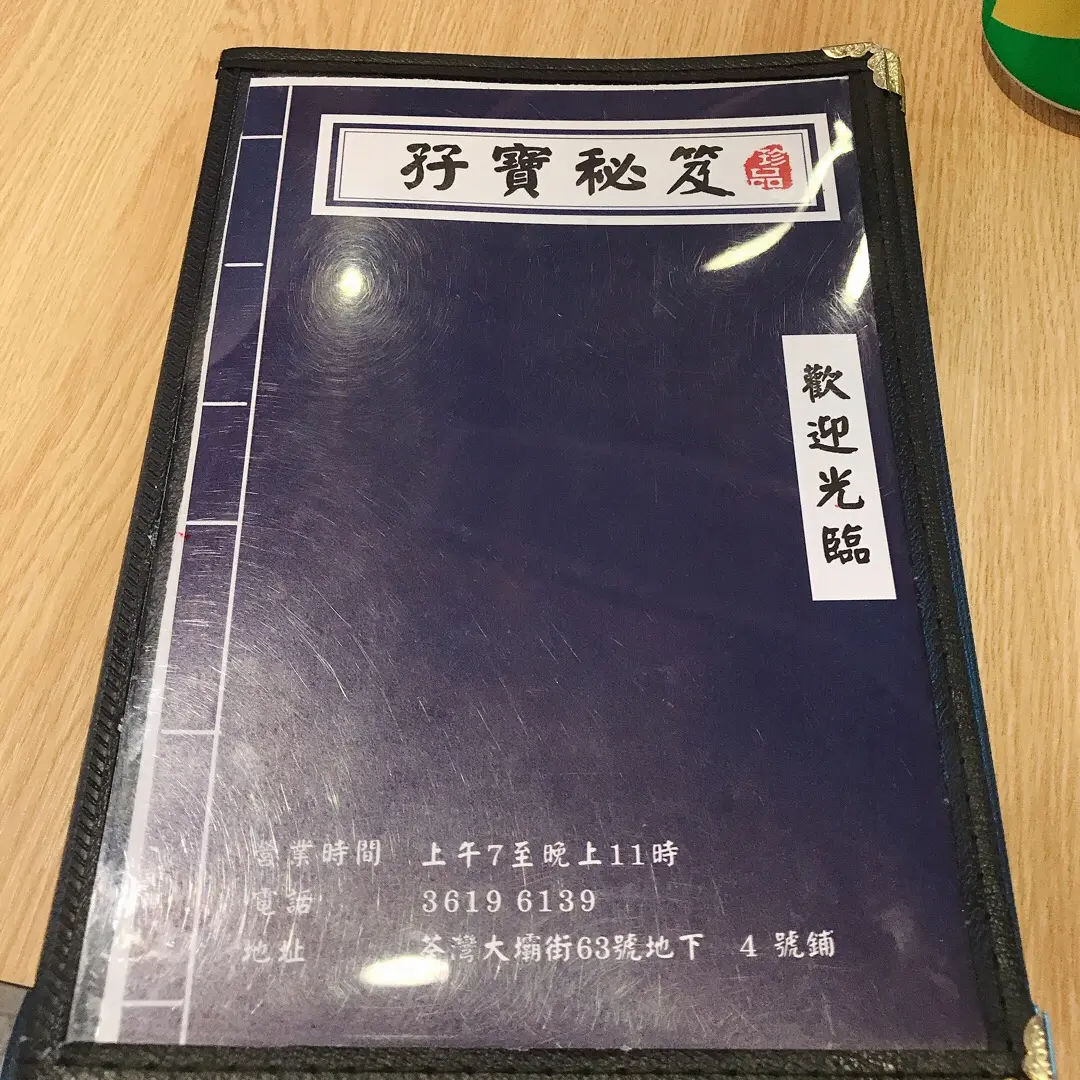 孖寶秘笈
珍品
歡迎光臨
營業時間 上午7至晚上11時
電話 3619 6139
地址 荃灣大壩街63號地下 4號鋪